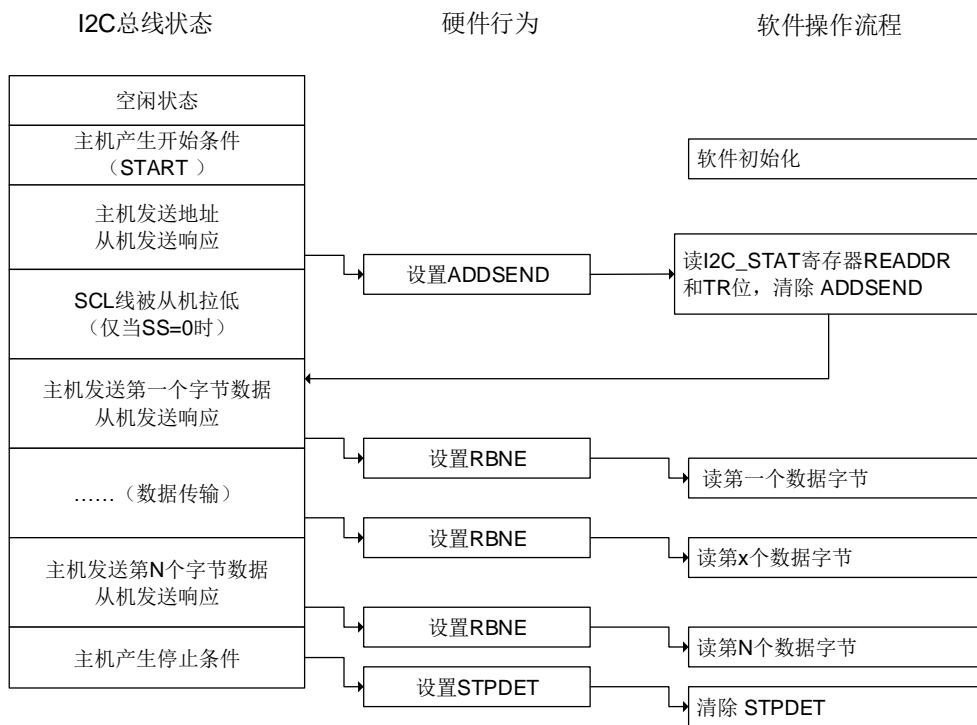 I2C总线状态
硬件行为
软件操作流程
空闲状态
主机产生开始条件
（START ）
软件初始化
主机发送地址
从机发送响应
设置ADDSEND
读I2C_STAT寄存器READDR
和TR位，清除 ADDSEND
SCL线被从机拉低
（仅当SS=0时）
主机发送第一个字节数据
从机发送响应
设置RBNE
读第一个数据字节
……（数据传输）
设置RBNE
读第x个数据字节
主机发送第N个字节数据
从机发送响应
设置RBNE
读第N个数据字节
主机产生停止条件
设置STPDET
清除 STPDET